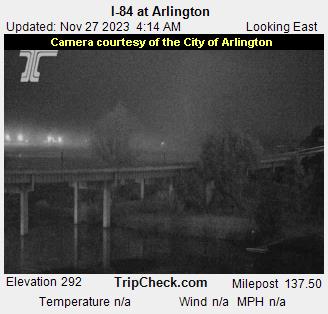 I-84 at Arlington
Updated: Nov 27 2023 4:14 AM Looking East
Camera courtesy of the City of Arlington
Elevation 292 TripCheck.com Milepost 137.50
Temperature n/a Wind n/a MPH n/a